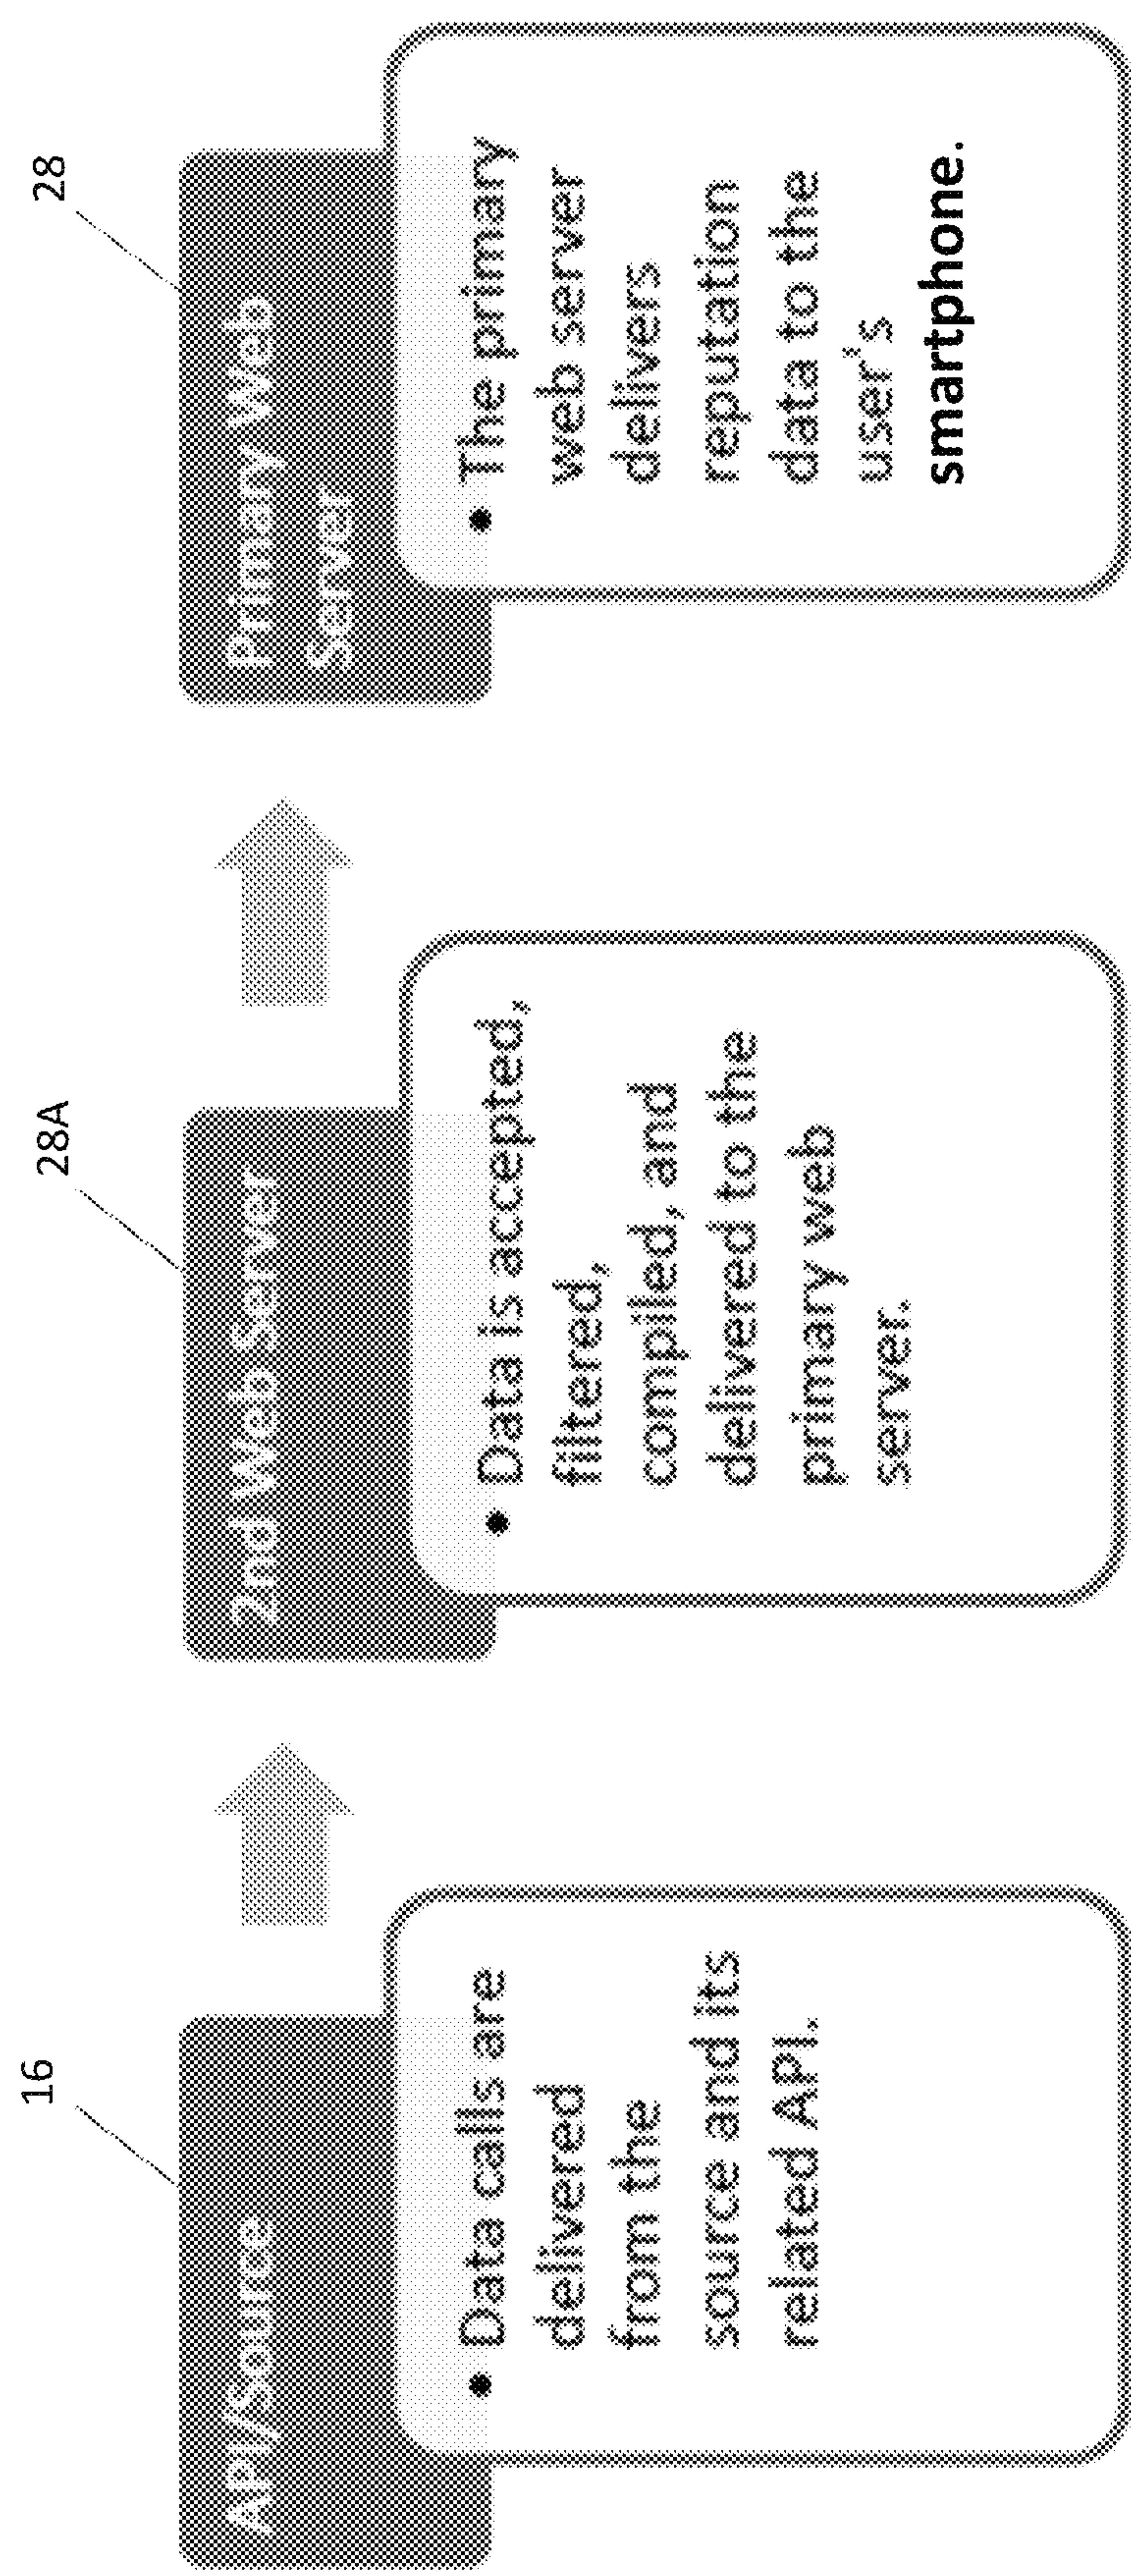 16
API/Source
• Data calls are
delivered
from the
source and its
related API.
28A
2nd Web Server
• Data is accepted,
filtered,
compiled, and
delivered to the
primary web
server.
28
Primary Web
Server
• The primary
web server
delivers
reputation
data to the
user's
smartphone.